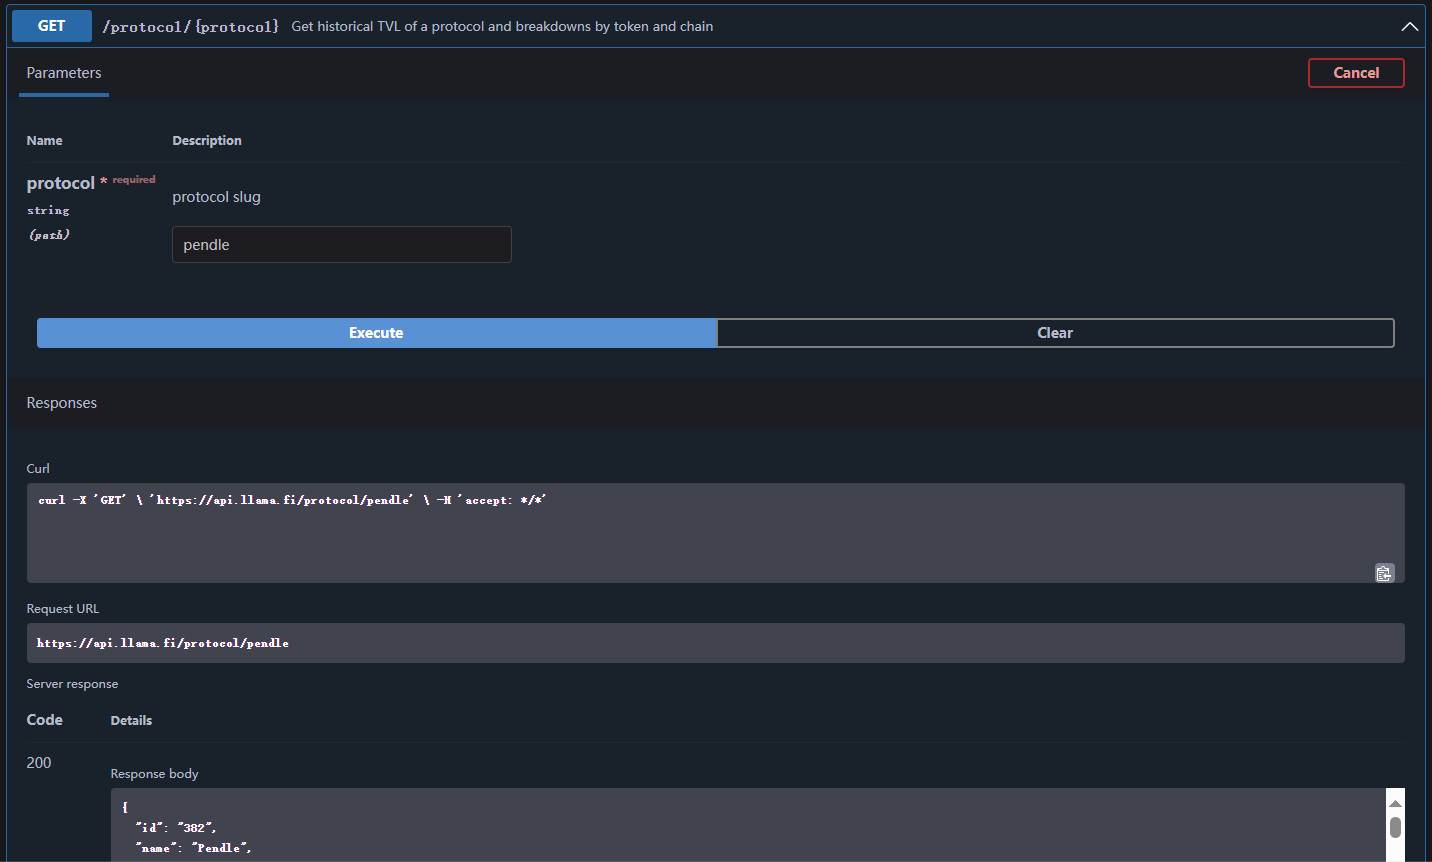 GET /protocol/{protocol} Get historical TVL of a protocol and breakdowns by token and chain
Parameters
Cancel
Name Description
protocol * required
string
(path)
protocol slug
pendle
Execute Clear
Responses
Curl
curl -X 'GET' \ 'https://api.llama.fi/protocol/pendle' \ -H 'accept: */*'
Request URL
https://api.llama.fi/protocol/pendle
Server response
Code Details
200
Response body
{
"id": "382",
"name": "Pendle",